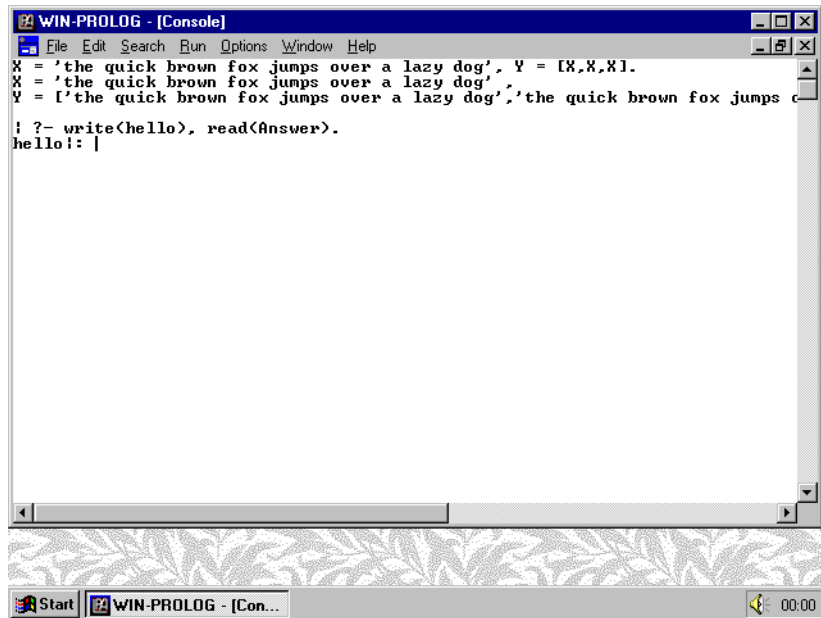 WIN-PROLOG - [Console]
File Edit Search Run Options Window Help
X = 'the quick brown fox jumps over a lazy dog', Y = [X,X,X].
X = 'the quick brown fox jumps over a lazy dog' ,
Y = ['the quick brown fox jumps over a lazy dog','the quick brown fox jumps
| ?- write(hello), read(Answer).
hello|: |
Start WIN-PROLOG - [Con... 00:00